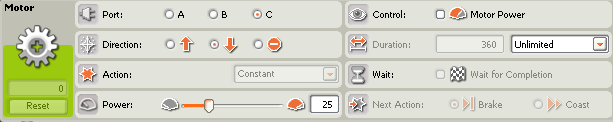 Motor
Port: A B C
Control: Motor Power
Direction:
Duration: 360 Unlimited
Action: Constant
Wait: Wait for Completion
0
Reset
Power: 25
Next Action: Brake Coast